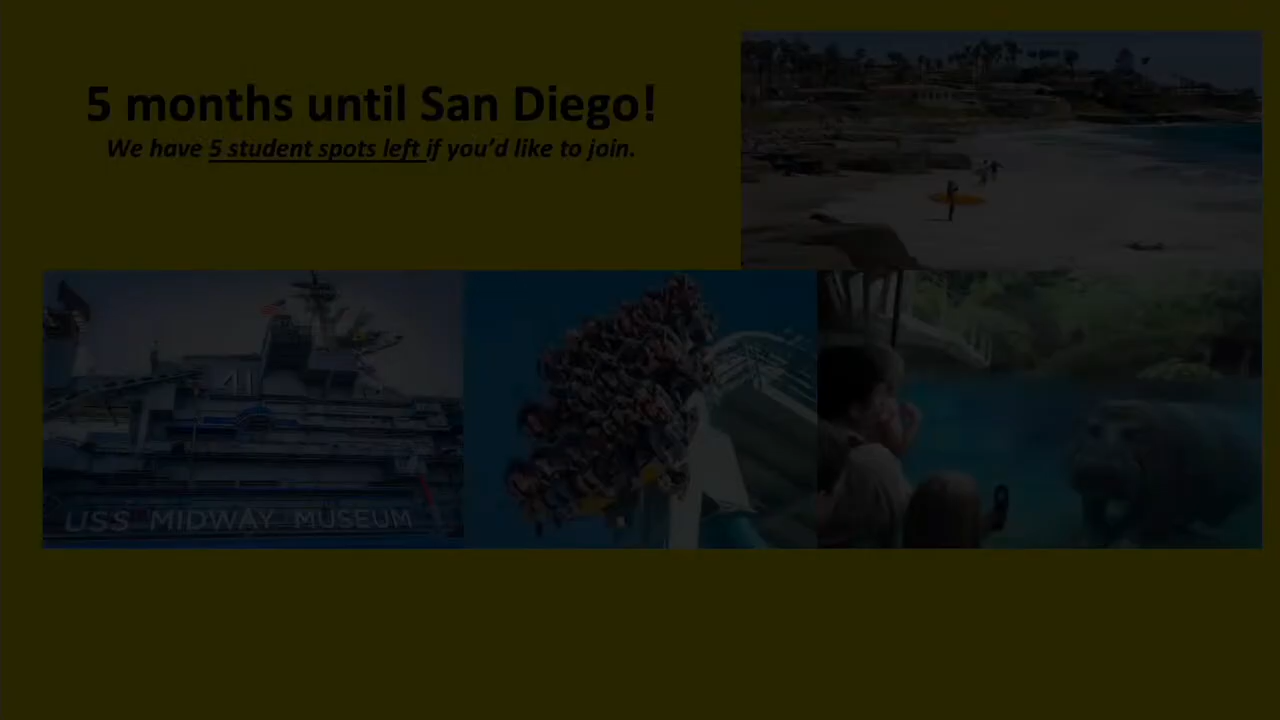 5 months until San Diego!
We have 5 student spots left if you’d like to join.
41
USS MIDWAY MUSEUM